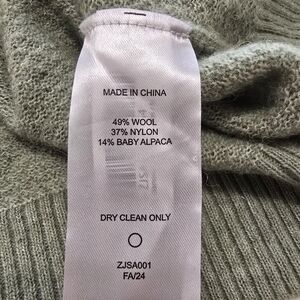 MADE IN CHINA
49% WOOL
37% NYLON
14% BABY ALPACA
DRY CLEAN ONLY
ZJSA001
FA/24